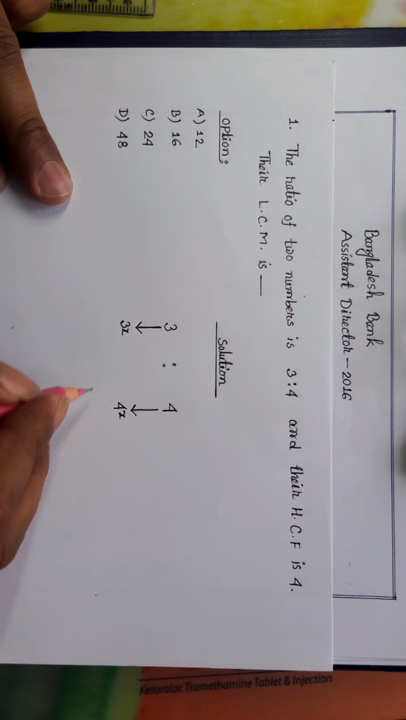 Bangladesh Bank
Assistant Director - 2016
1. The ratio of two numbers is 3:4 and their H.C.F is 4.
Their L.C.M. is —
option:
A) 12
B) 16
C) 24
D) 48
Solution
3 : 4
↓ ↓
3x 4x
Ketorolac Tromethamine Tablet & Injection